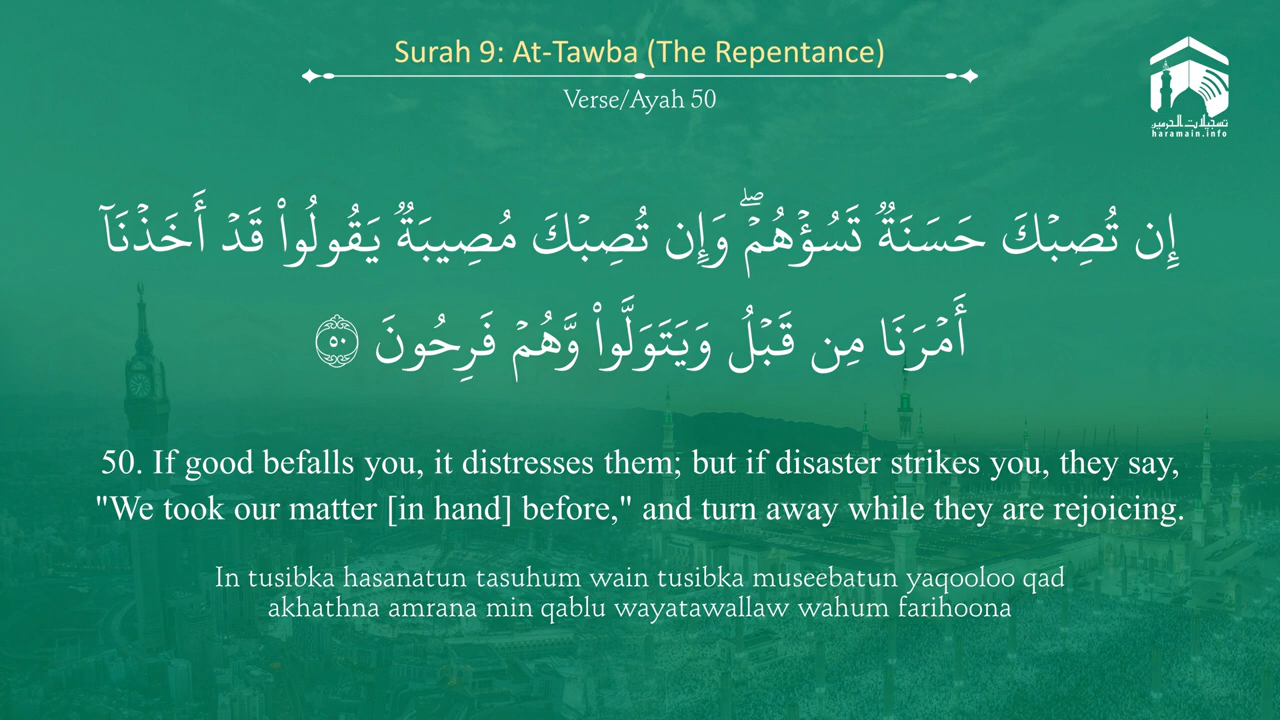 Surah 9: At-Tawba (The Repentance)
Verse/Ayah 50
تسجيلات الحرمين
haramain.info
إِن تُصِبۡكَ حَسَنَةٞ تَسُؤۡهُمۡۖ وَإِن تُصِبۡكَ مُصِيبَةٞ يَقُولُواْ قَدۡ أَخَذۡنَآ
أَمۡرَنَا مِن قَبۡلُ وَيَتَوَلَّواْ وَّهُمۡ فَرِحُونَ ٥٠
50. If good befalls you, it distresses them; but if disaster strikes you, they say,
"We took our matter [in hand] before," and turn away while they are rejoicing.
In tusibka hasanatun tasuhum wain tusibka museebatun yaqooloo qad
akhathna amrana min qablu wayatawallaw wahum farihoona